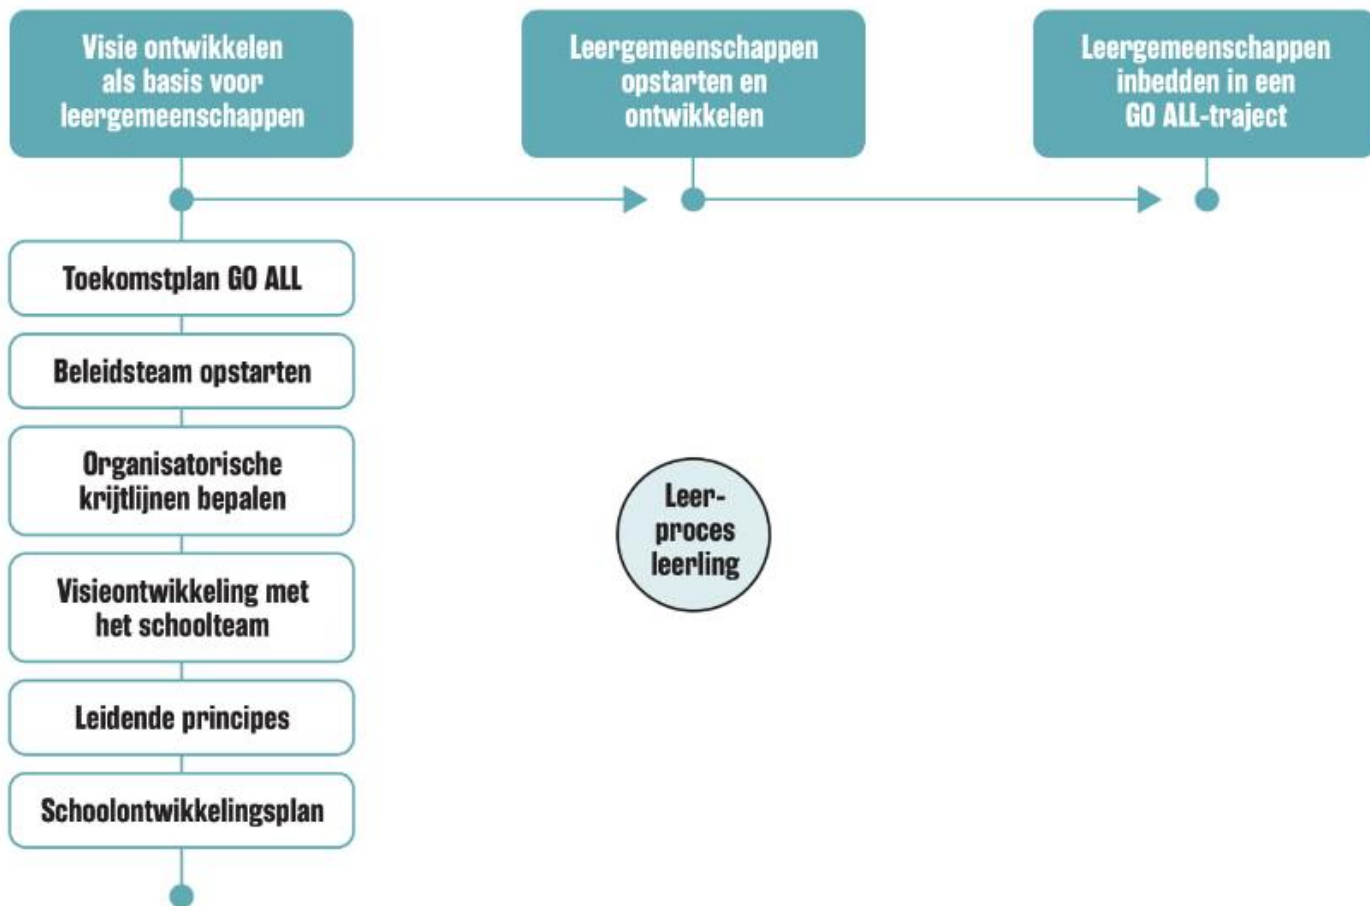 Visie ontwikkelen
als basis voor
leergemeenschappen
Leergemeenschappen
opstarten en
ontwikkelen
Leergemeenschappen
inbedden in een
GO ALL-traject
Toekomstplan GO ALL
Beleidsteam opstarten
Organisatorische
krijtlijnen bepalen
Visieontwikkeling met
het schoolteam
Leidende principes
Schoolontwikkelingsplan
Leer-
proces
leerling